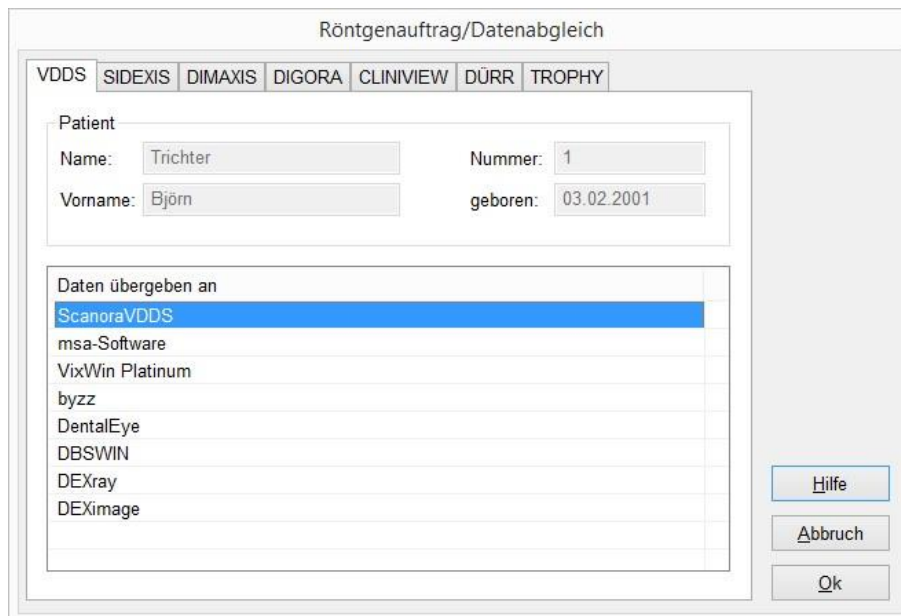 Röntgenauftrag/Datenabgleich
VDDS SIDEXIS DIMAXIS DIGORA CLINIVIEW DÜRR TROPHY
Patient
Name: Trichter Nummer: 1
Vorname: Björn geboren: 03.02.2001
Daten übergeben an
ScanoraVDDS
msa-Software
VixWin Platinum
byzz
DentalEye
DBSWIN
DEXray
DEXimage
Hilfe
Abbruch
Ok